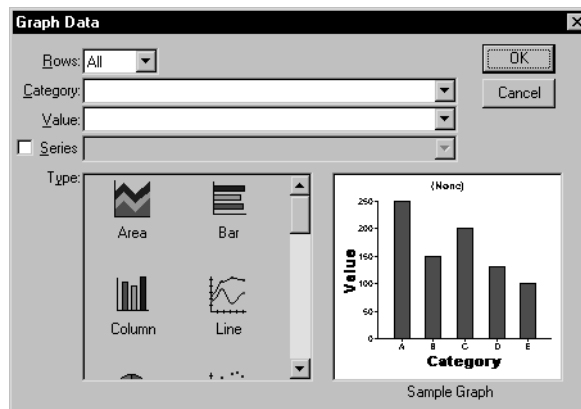 Graph Data
Rows: All
OK
Category:
Cancel
Value:
Series
Type:
Area
Bar
Column
Line
(None)
250
200
150
100
50
0
Value
A B C D E
Category
Sample Graph